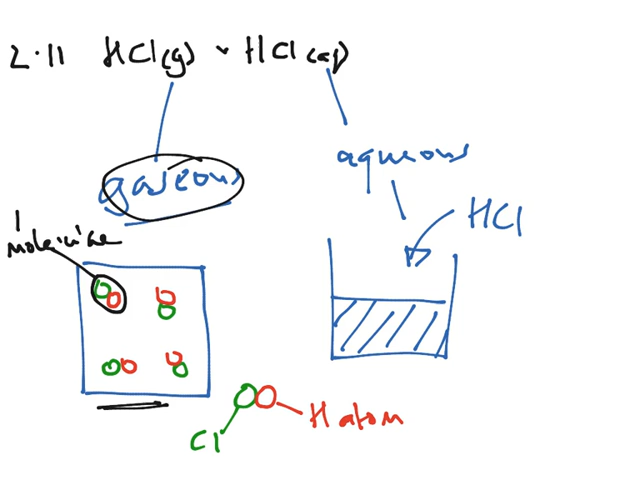 2.11 HCl(g) v HCl(aq)
gaseous
aqueous
HCl
1 molecule
H atom
Cl